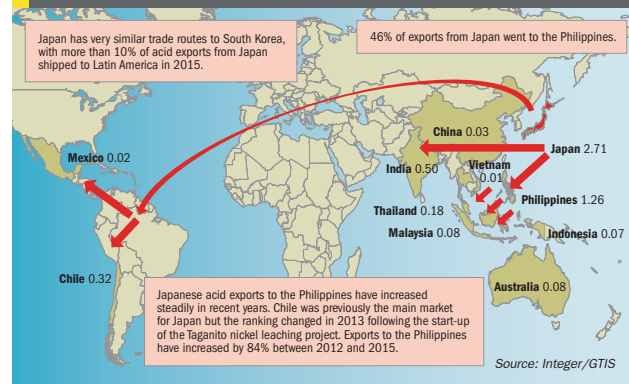 Japan has very similar trade routes to South Korea,
with more than 10% of acid exports from Japan
shipped to Latin America in 2015.
46% of exports from Japan went to the Philippines.
China 0.03
Mexico 0.02
Japan 2.71
India 0.50
Vietnam
0.01
Philippines 1.26
Thailand 0.18
Malaysia 0.08
Indonesia 0.07
Chile 0.32
Australia 0.08
Japanese acid exports to the Philippines have increased
steadily in recent years. Chile was previously the main market
for Japan but the ranking changed in 2013 following the start-up
of the Taganito nickel leaching project. Exports to the Philippines
have increased by 84% between 2012 and 2015.
Source: Integer/GTIS